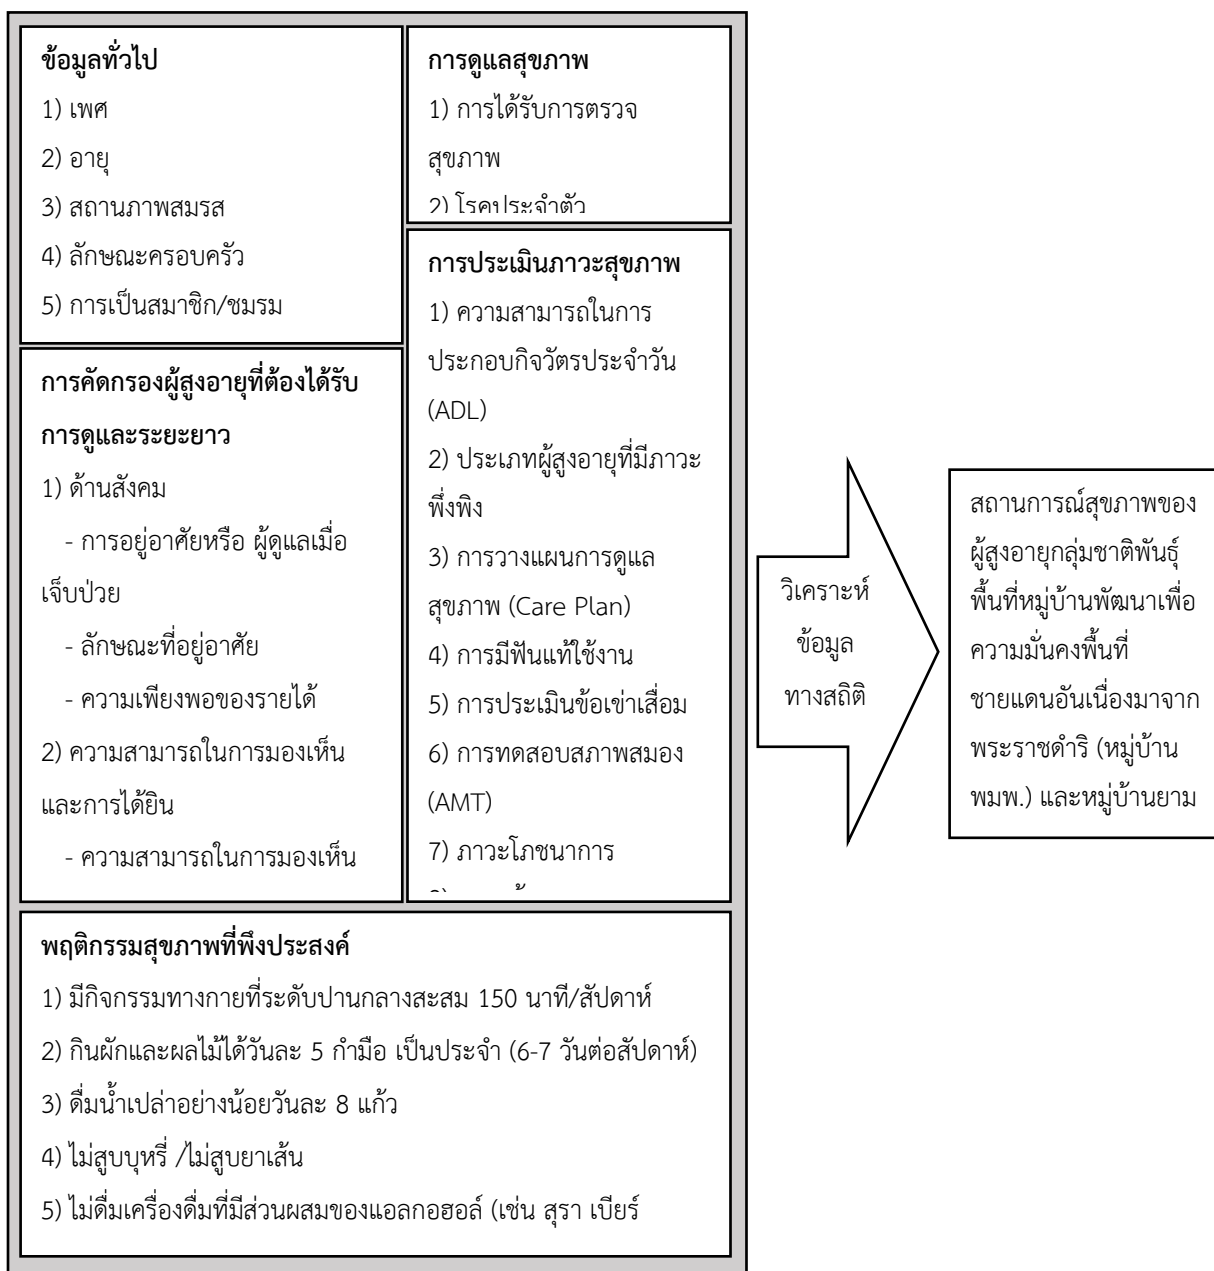 ข้อมูลทั่วไป
1) เพศ
2) อายุ
3) สถานภาพสมรส
4) ลักษณะครอบครัว
5) การเป็นสมาชิก/ชมรม
การดูแลสุขภาพ
1) การได้รับการตรวจ
สุขภาพ
2) โรคประจำตัว
การคัดกรองผู้สูงอายุที่ต้องได้รับ
การดูและระยะยาว
1) ด้านสังคม
- การอยู่อาศัยหรือ ผู้ดูแลเมื่อ
เจ็บป่วย
- ลักษณะที่อยู่อาศัย
- ความเพียงพอของรายได้
2) ความสามารถในการมองเห็น
และการได้ยิน
- ความสามารถในการมองเห็น
การประเมินภาวะสุขภาพ
1) ความสามารถในการ
ประกอบกิจวัตรประจำวัน
(ADL)
2) ประเภทผู้สูงอายุที่มีภาวะ
พึ่งพิง
3) การวางแผนการดูแล
สุขภาพ (Care Plan)
4) การมีฟันแท้ใช้งาน
5) การประเมินข้อเข่าเสื่อม
6) การทดสอบสภาพสมอง
(AMT)
7) ภาวะโภชนาการ
พฤติกรรมสุขภาพที่พึงประสงค์
1) มีกิจกรรมทางกายที่ระดับปานกลางสะสม 150 นาที/สัปดาห์
2) กินผักและผลไม้ได้วันละ 5 กำมือ เป็นประจำ (6-7 วันต่อสัปดาห์)
3) ดื่มน้ำเปล่าอย่างน้อยวันละ 8 แก้ว
4) ไม่สูบบุหรี่ /ไม่สูบยาเส้น
5) ไม่ดื่มเครื่องดื่มที่มีส่วนผสมของแอลกอฮอล์ (เช่น สุรา เบียร์
วิเคราะห์
ข้อมูล
ทางสถิติ
สถานการณ์สุขภาพของ
ผู้สูงอายุกลุ่มชาติพันธุ์
พื้นที่หมู่บ้านพัฒนาเพื่อ
ความมั่นคงพื้นที่
ชายแดนอันเนื่องมาจาก
พระราชดำริ (หมู่บ้าน
พมพ.) และหมู่บ้านยาม